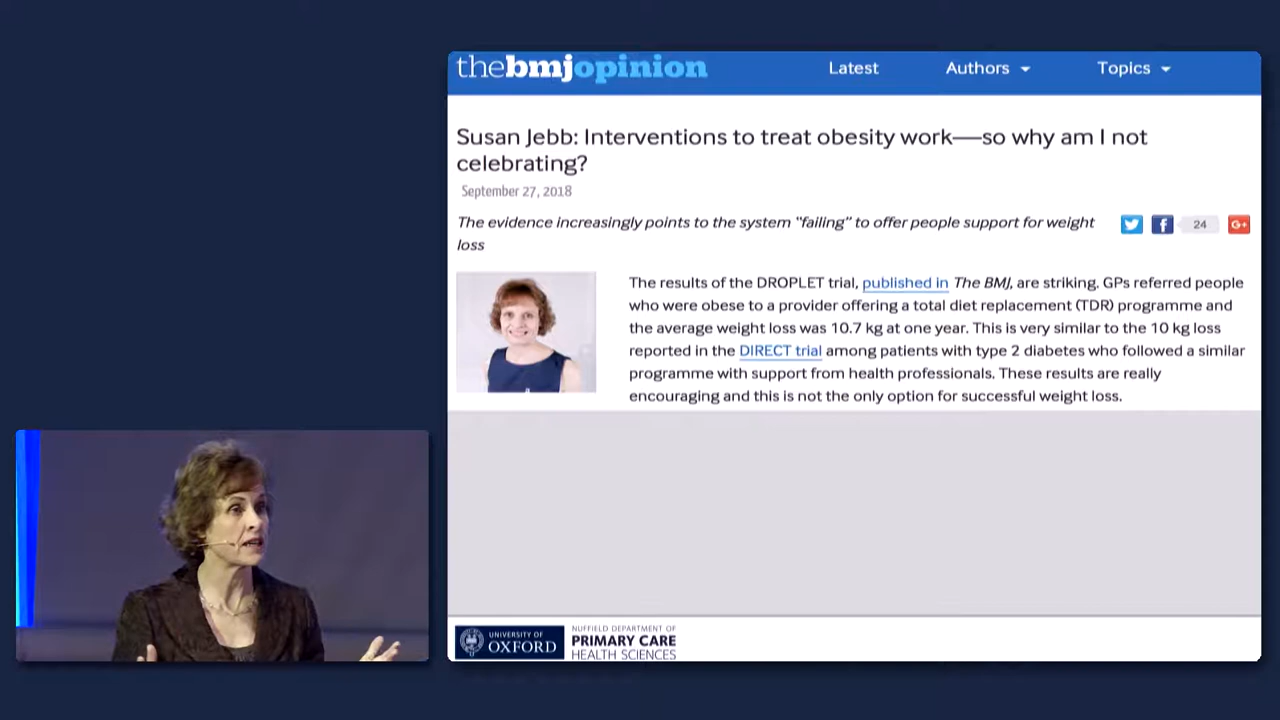 thebmjopinion
Latest
Authors
Topics
Susan Jebb: Interventions to treat obesity work—so why am I not
celebrating?
September 27, 2018
The evidence increasingly points to the system "failing" to offer people support for weight
loss
24
G+
The results of the DROPLET trial, published in The BMJ, are striking. GPs referred people
who were obese to a provider offering a total diet replacement (TDR) programme and
the average weight loss was 10.7 kg at one year. This is very similar to the 10 kg loss
reported in the DIRECT trial among patients with type 2 diabetes who followed a similar
programme with support from health professionals. These results are really
encouraging and this is not the only option for successful weight loss.
UNIVERSITY OF
OXFORD
NUFFIELD DEPARTMENT OF
PRIMARY CARE
HEALTH SCIENCES